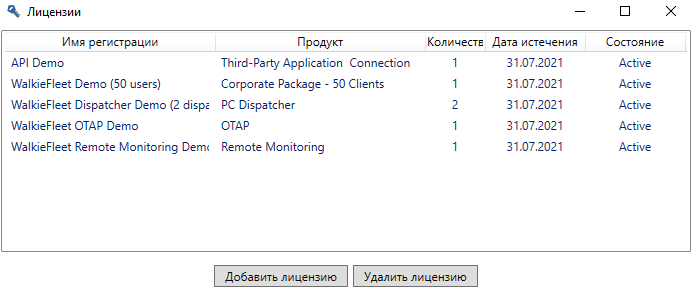 Лицензии
Имя регистрации Продукт Количеств Дата истечения Состояние
API Demo Third-Party Application Connection 1 31.07.2021 Active
WalkieFleet Demo (50 users) Corporate Package - 50 Clients 1 31.07.2021 Active
WalkieFleet Dispatcher Demo (2 dispa PC Dispatcher 2 31.07.2021 Active
WalkieFleet OTAP Demo OTAP 1 31.07.2021 Active
WalkieFleet Remote Monitoring Demo Remote Monitoring 1 31.07.2021 Active
Добавить лицензию Удалить лицензию